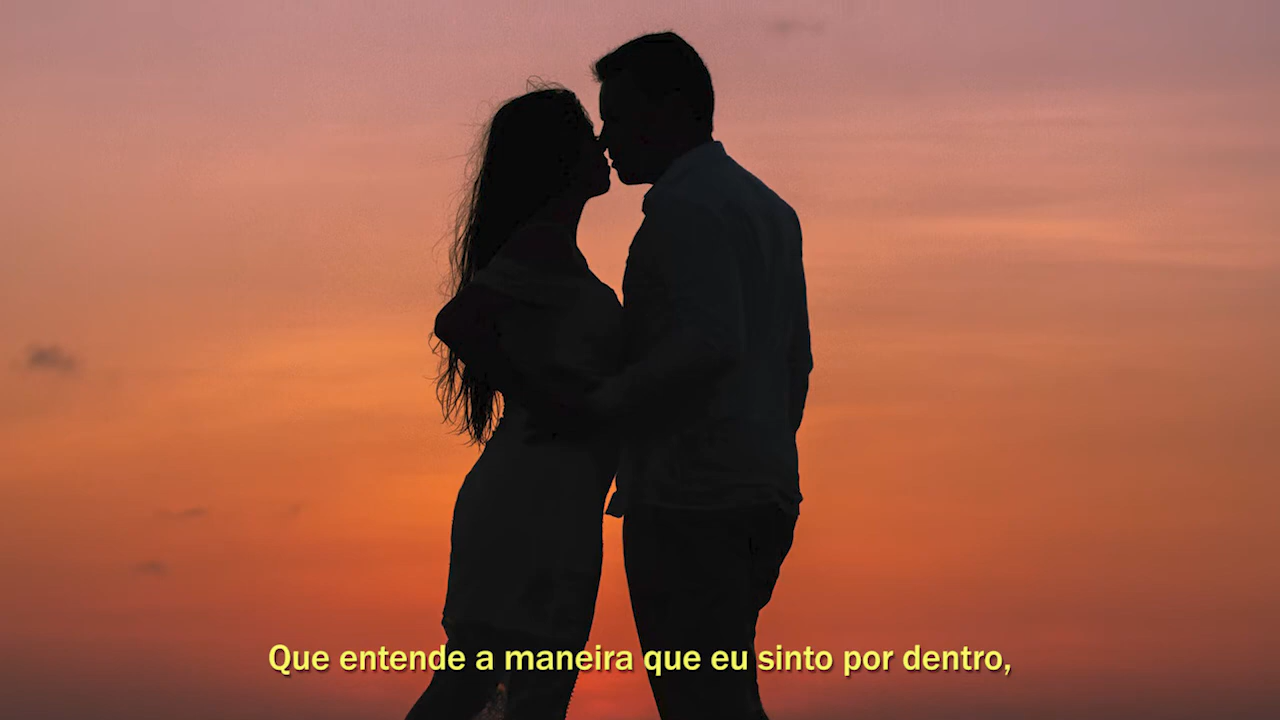 Que entende a maneira que eu sinto por dentro,